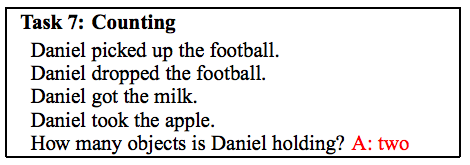 Task 7: Counting
Daniel picked up the football.
Daniel dropped the football.
Daniel got the milk.
Daniel took the apple.
How many objects is Daniel holding? A: two